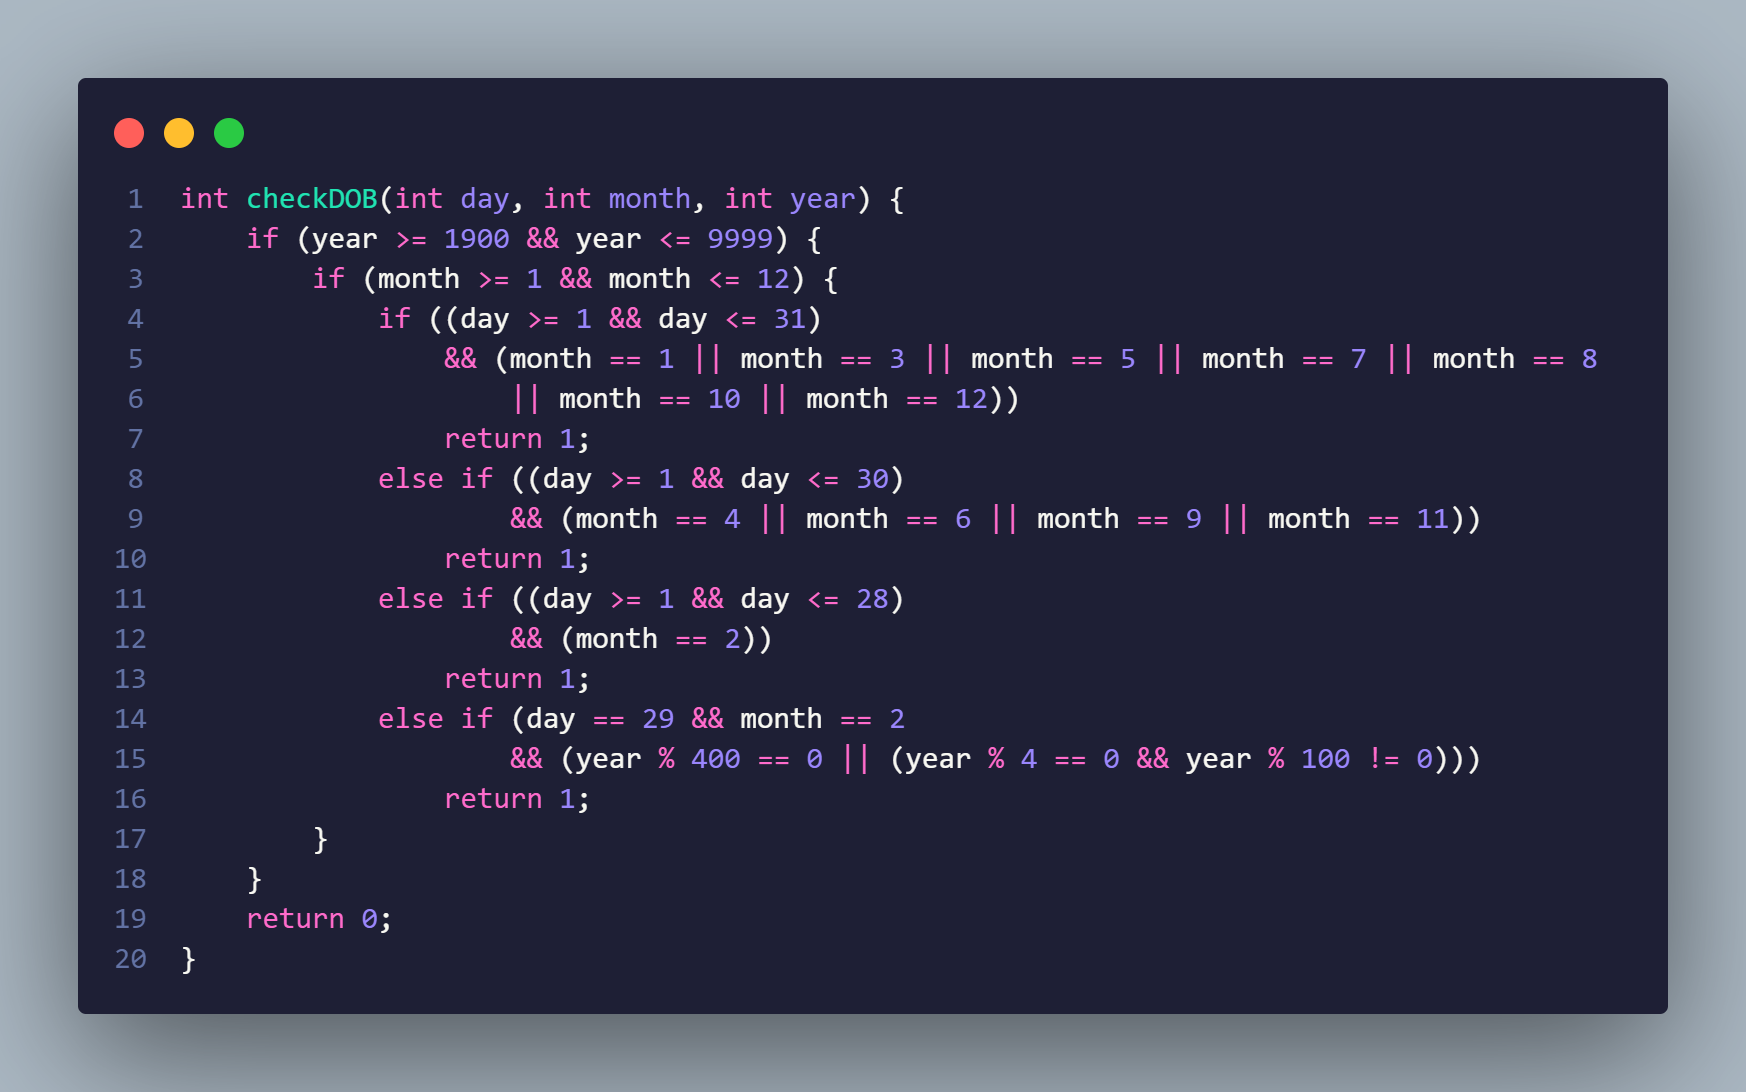 1 int checkDOB(int day, int month, int year) {
2     if (year >= 1900 && year <= 9999) {
3         if (month >= 1 && month <= 12) {
4             if ((day >= 1 && day <= 31)
5                 && (month == 1 || month == 3 || month == 5 || month == 7 || month == 8
6                     || month == 10 || month == 12))
7                 return 1;
8             else if ((day >= 1 && day <= 30)
9                     && (month == 4 || month == 6 || month == 9 || month == 11))
10                 return 1;
11             else if ((day >= 1 && day <= 28)
12                     && (month == 2))
13                 return 1;
14             else if (day == 29 && month == 2
15                     && (year % 400 == 0 || (year % 4 == 0 && year % 100 != 0)))
16                 return 1;
17         }
18     }
19     return 0;
20 }